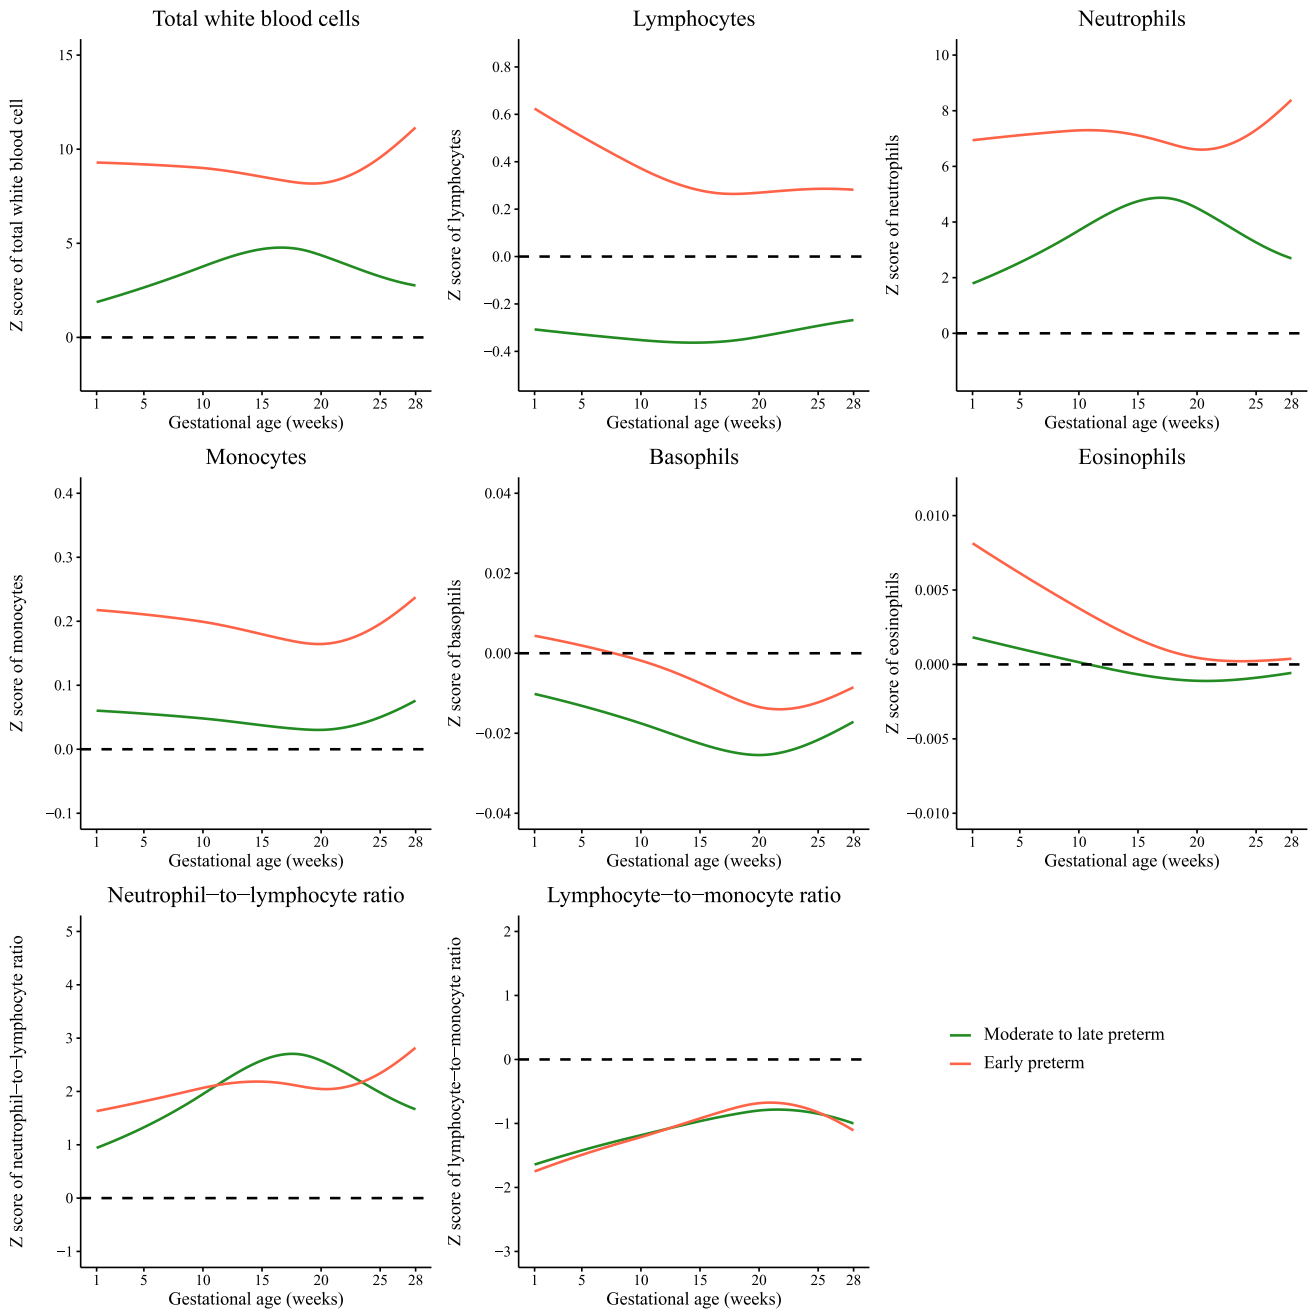 Total white blood cells
Z score of total white blood cell
15
10
5
0
1 5 10 15 20 25 28
Gestational age (weeks)
Lymphocytes
Z score of lymphocytes
0.8
0.6
0.4
0.2
0.0
−0.2
−0.4
1 5 10 15 20 25 28
Gestational age (weeks)
Neutrophils
Z score of neutrophils
10
8
6
4
2
0
1 5 10 15 20 25 28
Gestational age (weeks)
Monocytes
Z score of monocytes
0.4
0.3
0.2
0.1
0.0
−0.1
1 5 10 15 20 25 28
Gestational age (weeks)
Basophils
Z score of basophils
0.04
0.02
0.00
−0.02
−0.04
1 5 10 15 20 25 28
Gestational age (weeks)
Eosinophils
Z score of eosinophils
0.010
0.005
0.000
−0.005
−0.010
1 5 10 15 20 25 28
Gestational age (weeks)
Neutrophil−to−lymphocyte ratio
Z score of neutrophil−to−lymphocyte ratio
5
4
3
2
1
0
−1
1 5 10 15 20 25 28
Gestational age (weeks)
Lymphocyte−to−monocyte ratio
Z score of lymphocyte−to−monocyte ratio
2
1
0
−1
−2
−3
1 5 10 15 20 25 28
Gestational age (weeks)
Moderate to late preterm
Early preterm